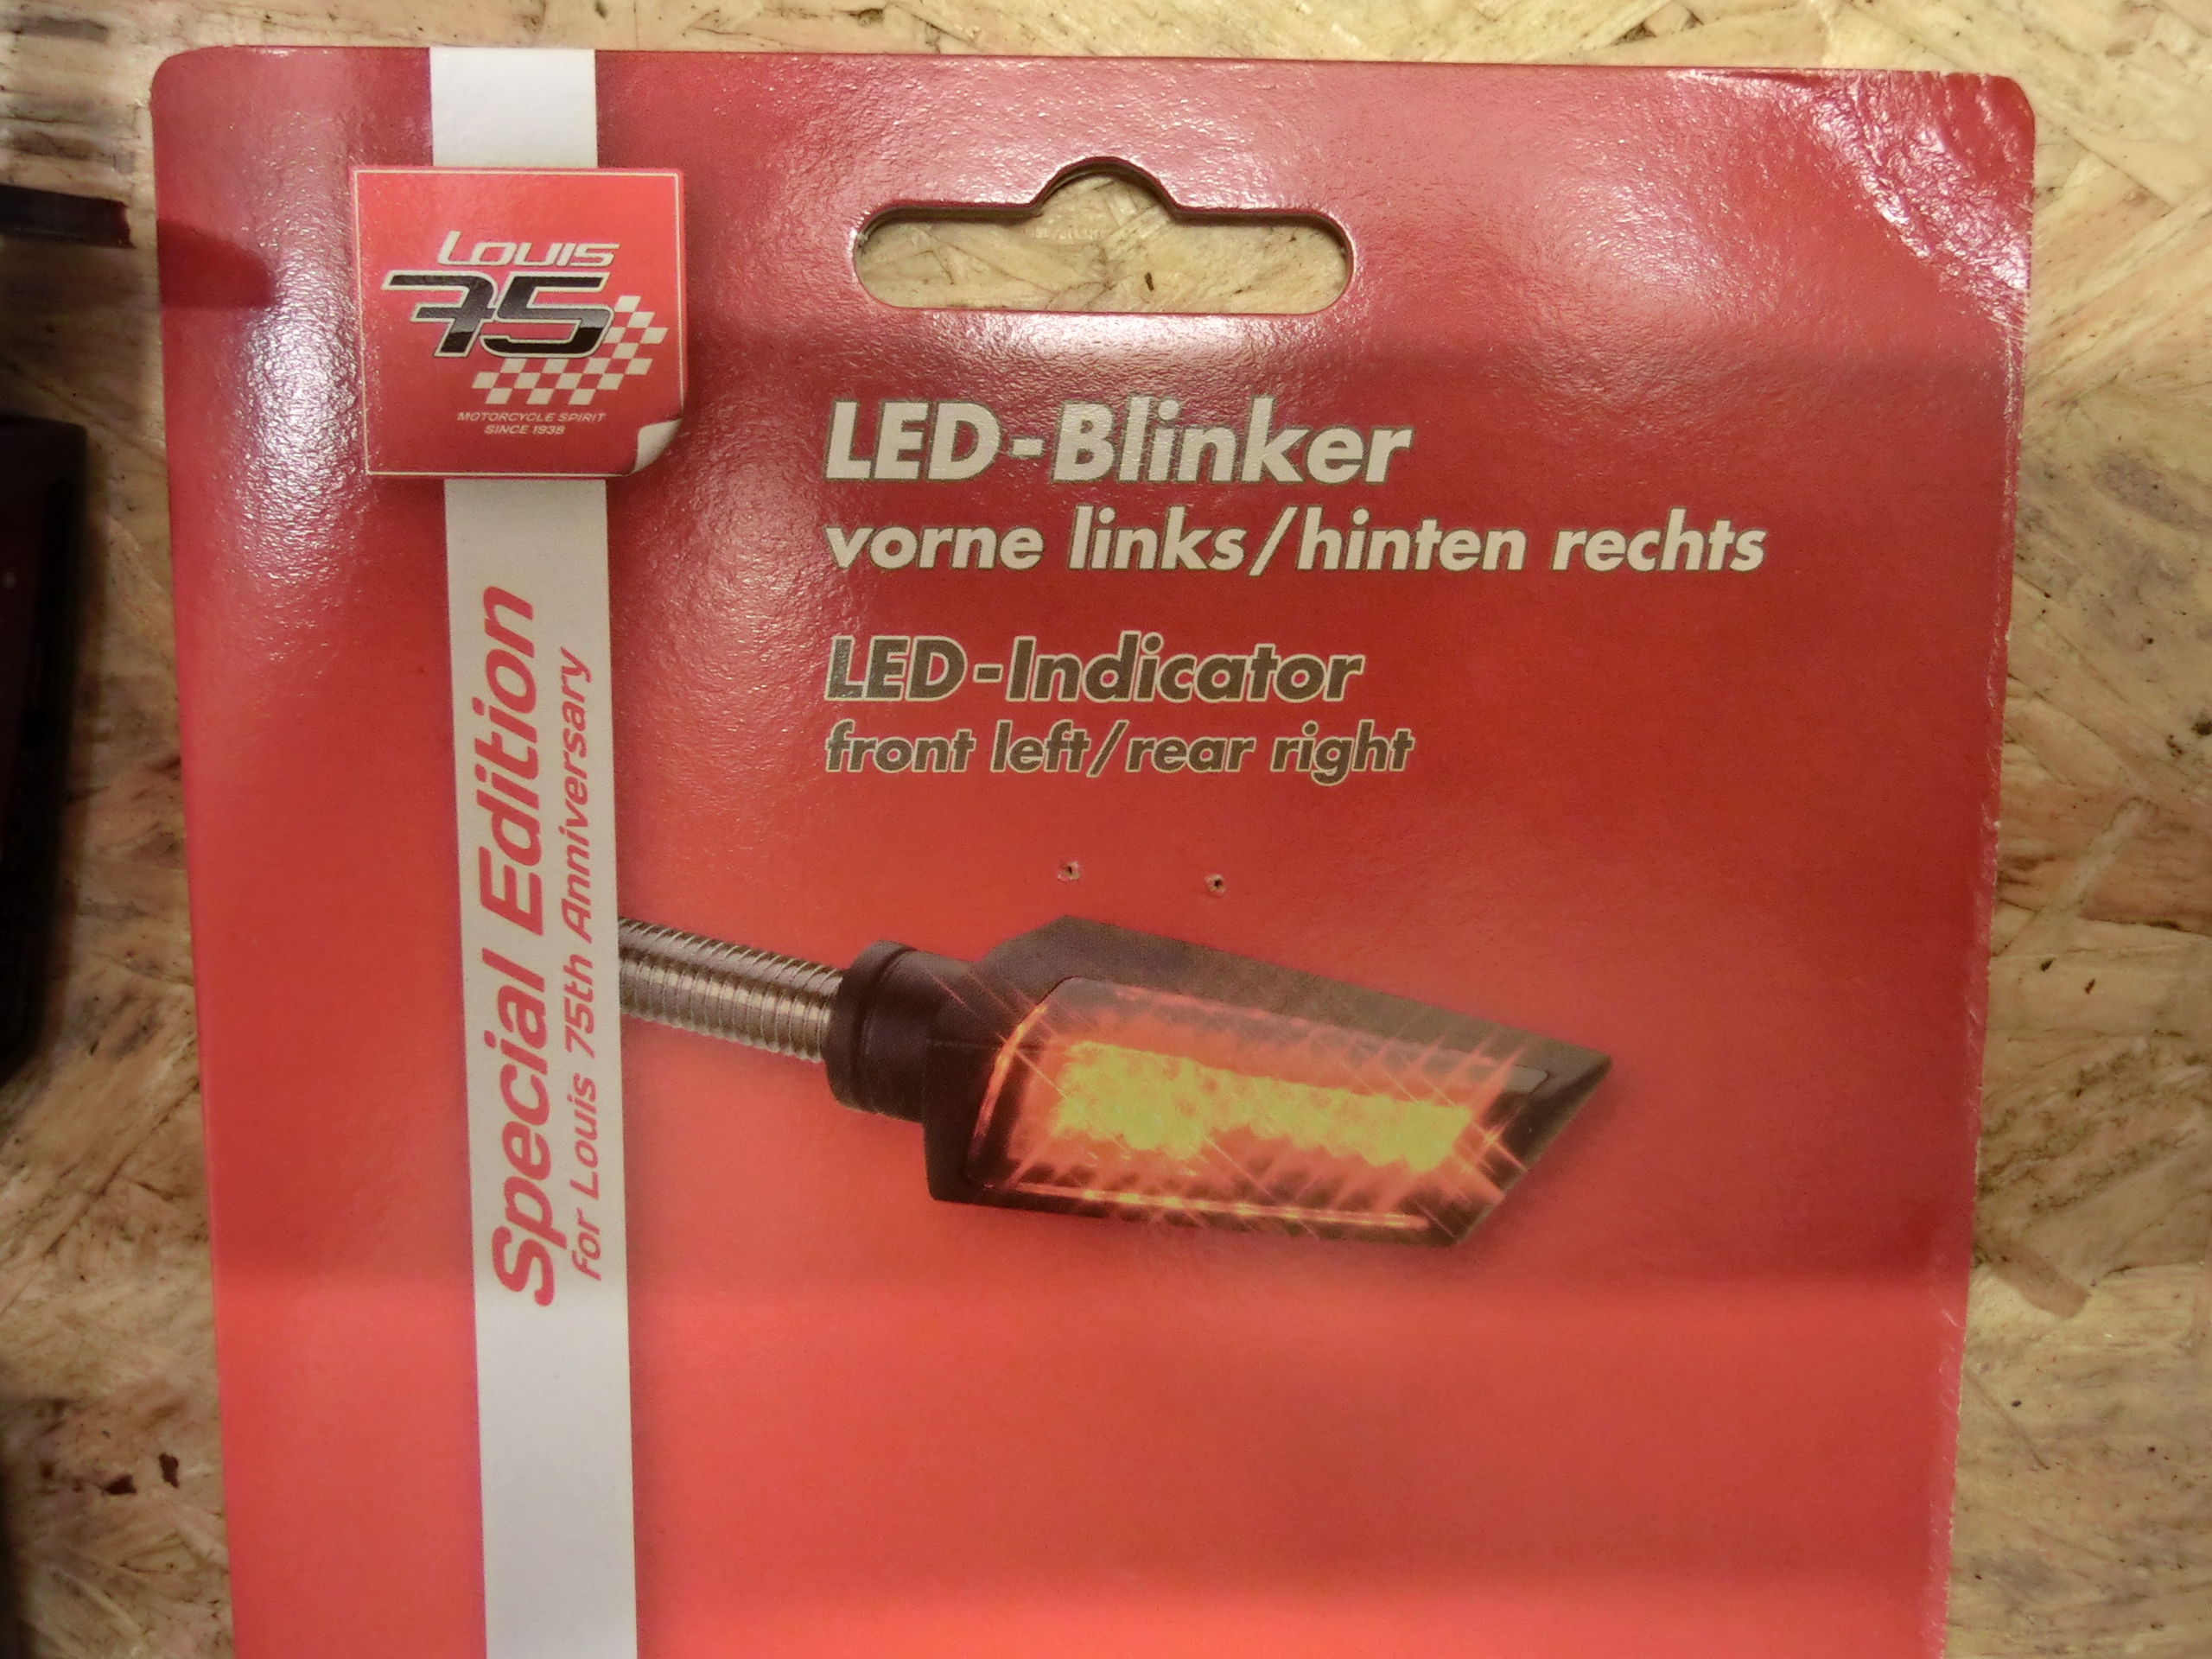 Louis
75
MOTORCYCLE SPIRIT
SINCE 1938
LED-Blinker
vorne links/hinten rechts
LED-Indicator
front left/rear right
Special Edition
for Louis 75th Anniversary